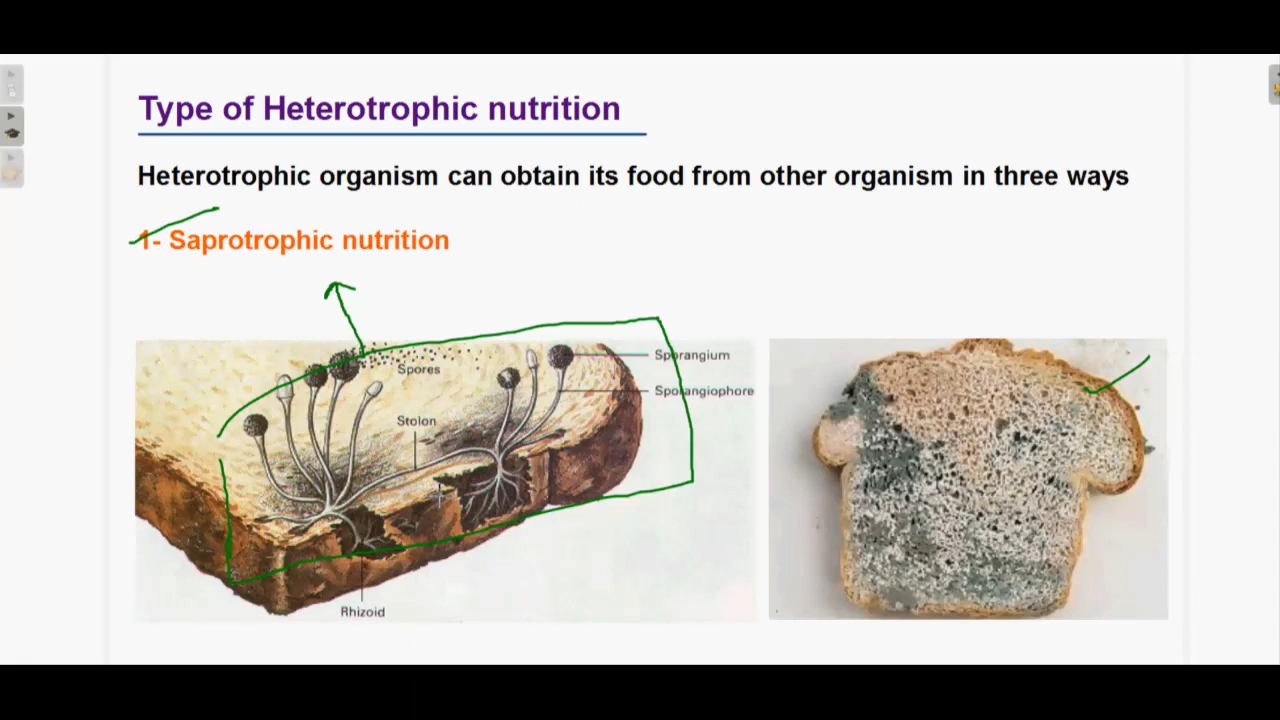 Type of Heterotrophic nutrition
Heterotrophic organism can obtain its food from other organism in three ways
1- Saprotrophic nutrition
Sporangium
Spores
Sporangiophore
Stolon
Rhizoid